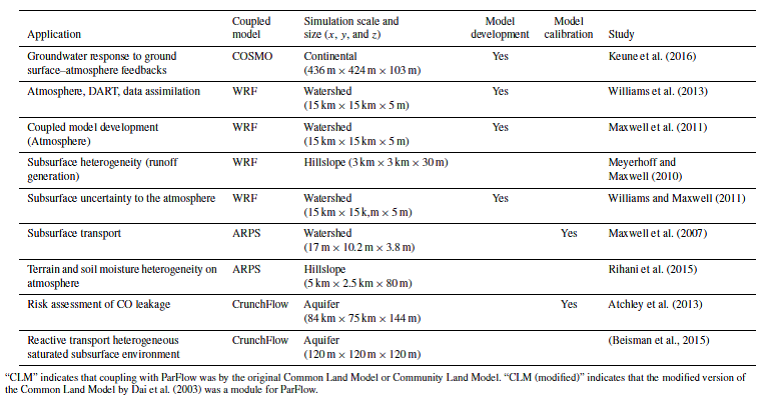 Coupled Simulation scale and Model Model
Application model size (x, y, and z) development calibration Study
Groundwater response to ground COSMO Continental Yes Keune et al. (2016)
surface–atmosphere feedbacks (436 m × 424 m × 103 m)
Atmosphere, DART, data assimilation WRF Watershed Yes Williams et al. (2013)
(15 km × 15 km × 5 m)
Coupled model development WRF Watershed Yes Maxwell et al. (2011)
(Atmosphere) (15 km × 15 km × 5 m)
Subsurface heterogeneity (runoff WRF Hillslope (3 km × 3 km × 30 m) Meyerhoff and
generation) Maxwell (2010)
Subsurface uncertainty to the atmosphere WRF Watershed Yes Williams and Maxwell (2011)
(15 km × 15 k,m × 5 m)
Subsurface transport ARPS Watershed Yes Maxwell et al. (2007)
(17 m × 10.2 m × 3.8 m)
Terrain and soil moisture heterogeneity on ARPS Hillslope Rihani et al. (2015)
atmosphere (5 km × 2.5 km × 80 m)
Risk assessment of CO leakage CrunchFlow Aquifer Yes Atchley et al. (2013)
(84 km × 75 km × 144 m)
Reactive transport heterogeneous CrunchFlow Aquifer (Beisman et al., 2015)
saturated subsurface environment (120 m × 120 m × 120 m)
“CLM” indicates that coupling with ParFlow was by the original Common Land Model or Community Land Model. “CLM (modified)” indicates that the modified version of
the Common Land Model by Dai et al. (2003) was a module for ParFlow.